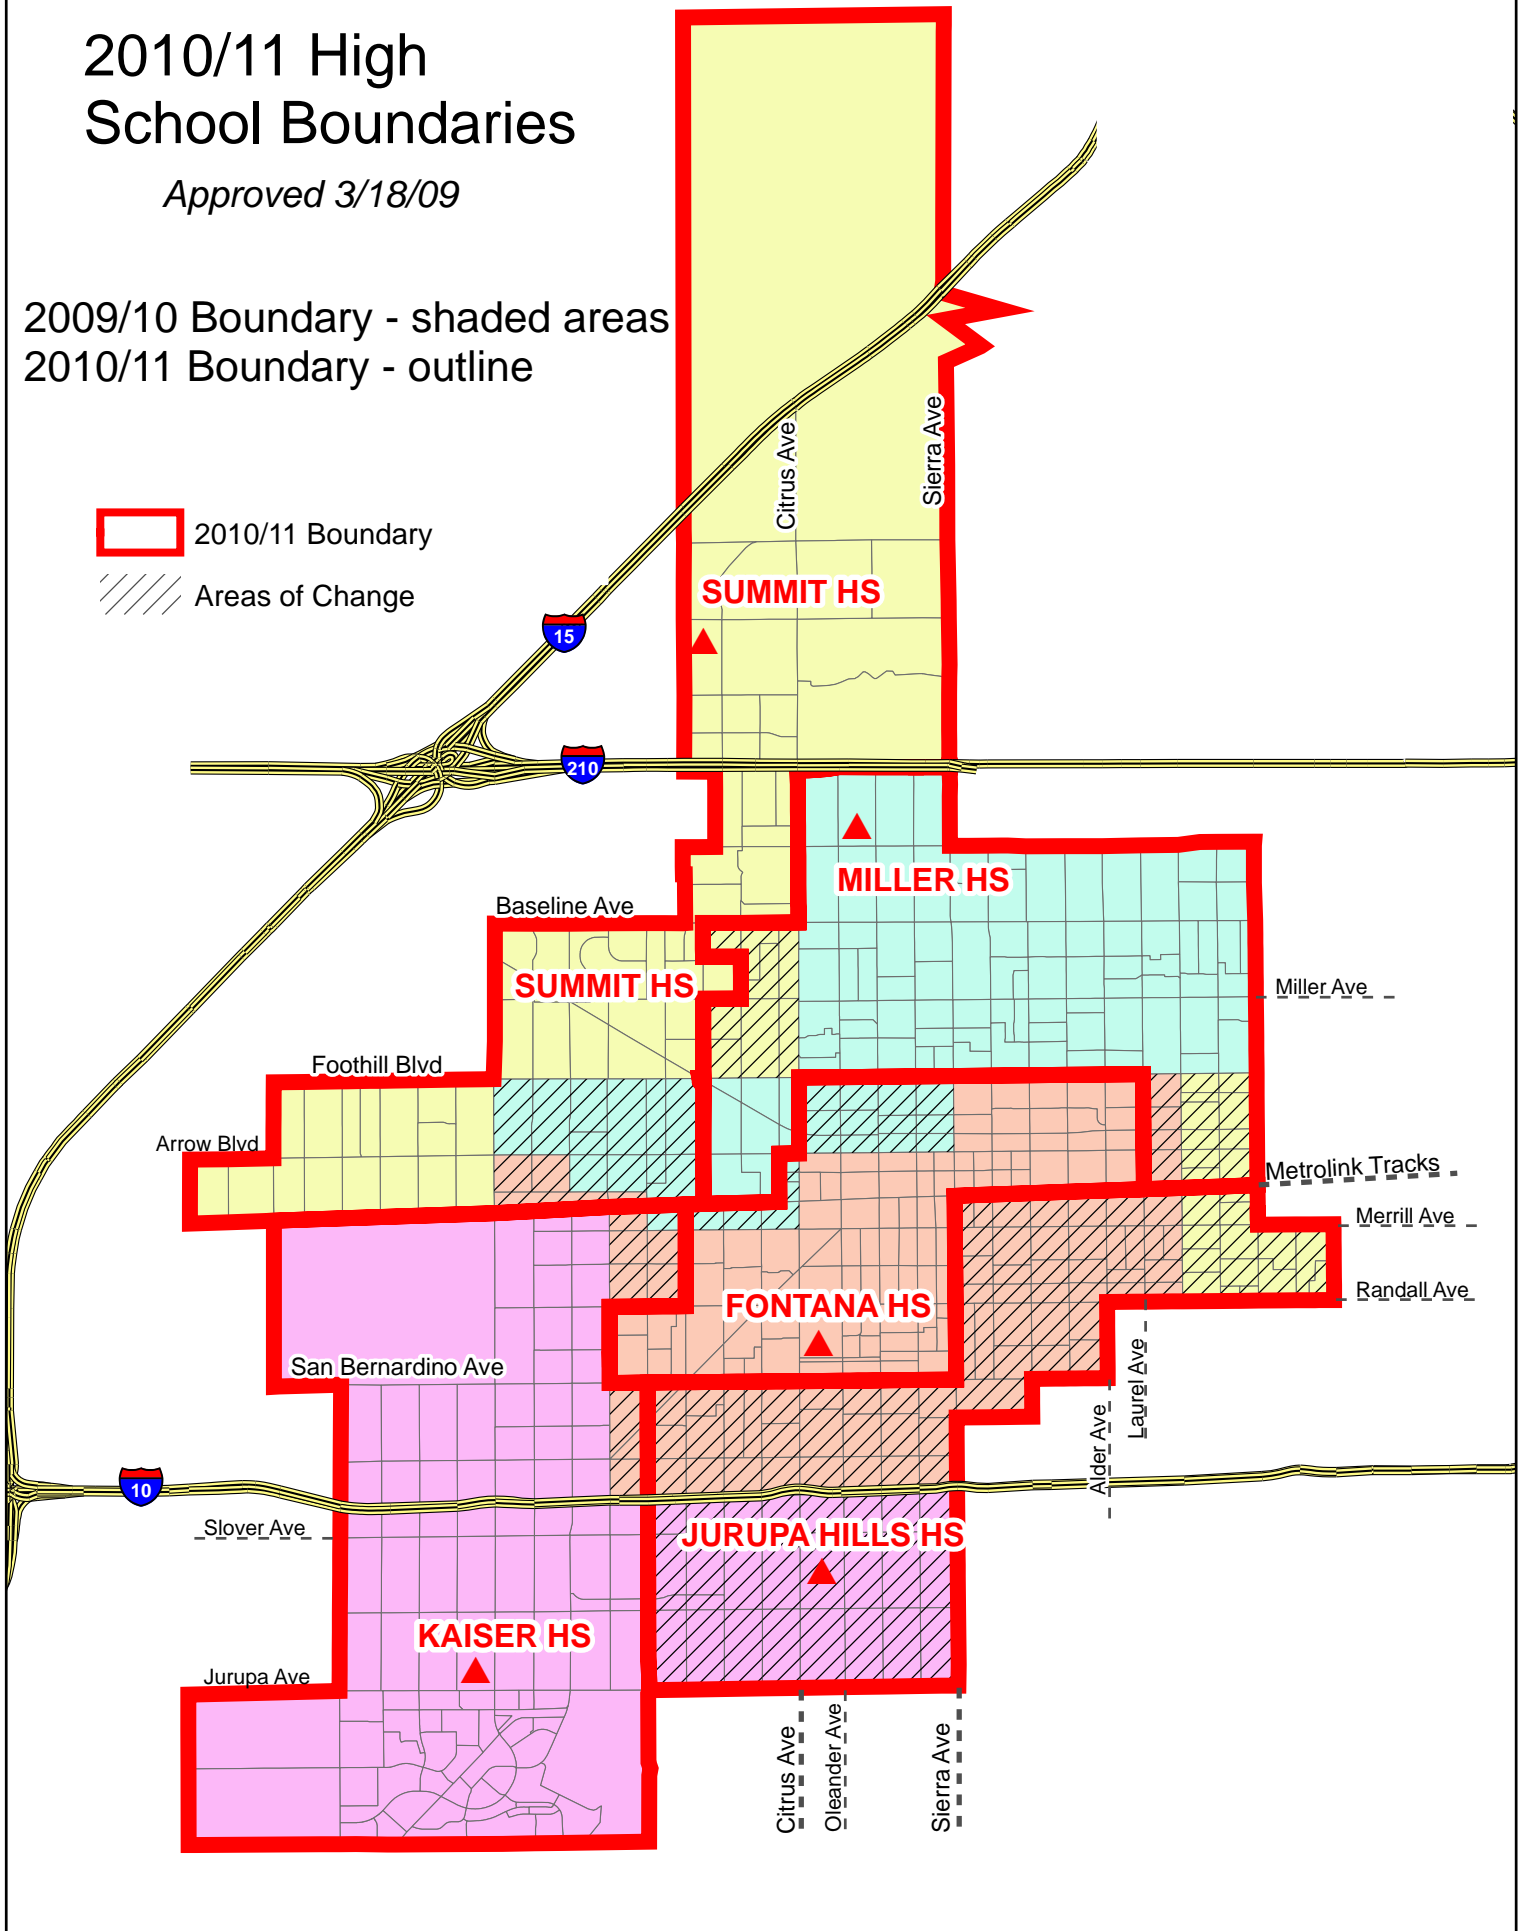 2010/11 High
School Boundaries
Approved 3/18/09
2009/10 Boundary - shaded areas
2010/11 Boundary - outline
Citrus Ave
Sierra Ave
2010/11 Boundary
Areas of Change
SUMMIT HS
15
210
MILLER HS
Baseline Ave
SUMMIT HS
Miller Ave
Foothill Blvd
Arrow Blvd
Metrolink Tracks
Merrill Ave
Randall Ave
FONTANA HS
San Bernardino Ave
Laurel Ave
Alder Ave
10
Slover Ave
JURUPA HILLS HS
KAISER HS
Jurupa Ave
Citrus Ave
Oleander Ave
Sierra Ave